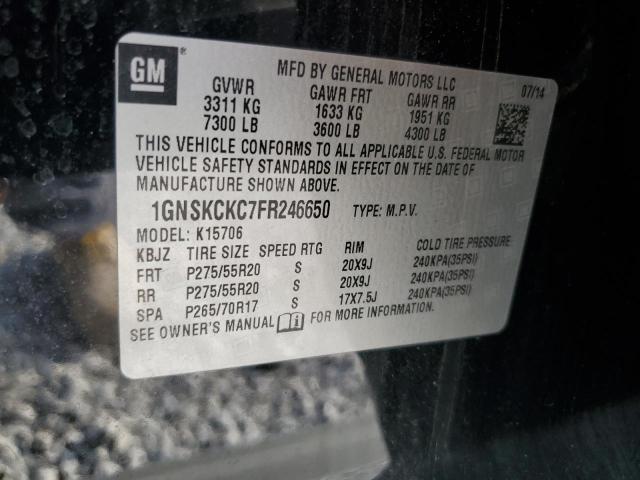 GM ®
MFD BY GENERAL MOTORS LLC
07/14
GVWR GAWR FRT GAWR RR
3311 KG 1633 KG 1951 KG
7300 LB 3600 LB 4300 LB
THIS VEHICLE CONFORMS TO ALL APPLICABLE U.S. FEDERAL MOTOR
VEHICLE SAFETY STANDARDS IN EFFECT ON THE DATE OF
MANUFACTURE SHOWN ABOVE.
1GNSKCKC7FR246650 TYPE: M.P.V.
MODEL: K15706
KBJZ TIRE SIZE SPEED RTG RIM COLD TIRE PRESSURE
FRT P275/55R20 S 20X9J 240KPA(35PSI)
RR P275/55R20 S 20X9J 240KPA(35PSI)
SPA P265/70R17 S 17X7.5J 240KPA(35PSI)
SEE OWNER'S MANUAL FOR MORE INFORMATION.